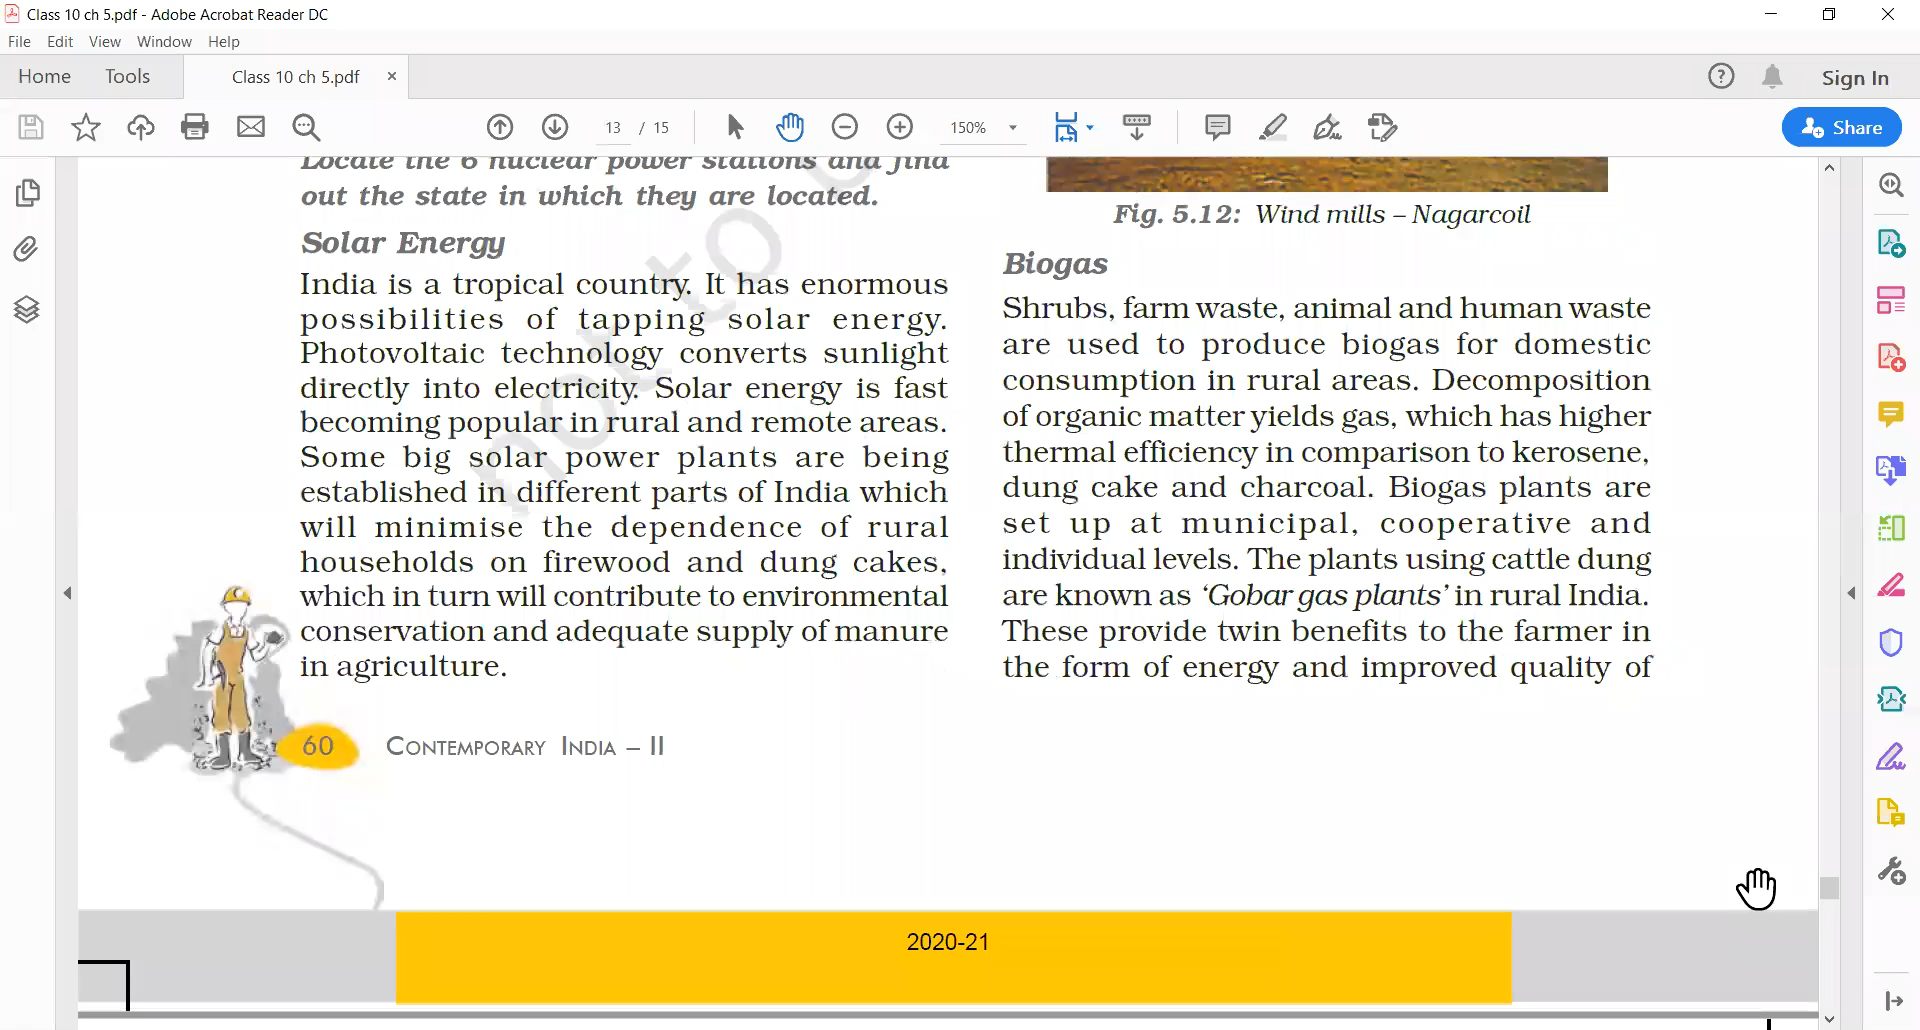 Class 10 ch 5.pdf - Adobe Acrobat Reader DC
File Edit View Window Help
Home Tools Class 10 ch 5.pdf × Sign In
13 / 15 150% Share
Locate the 6 nuclear power stations and find
out the state in which they are located.
Solar Energy
India is a tropical country. It has enormous
possibilities of tapping solar energy.
Photovoltaic technology converts sunlight
directly into electricity. Solar energy is fast
becoming popular in rural and remote areas.
Some big solar power plants are being
established in different parts of India which
will minimise the dependence of rural
households on firewood and dung cakes,
which in turn will contribute to environmental
conservation and adequate supply of manure
in agriculture.
Fig. 5.12: Wind mills – Nagarcoil
Biogas
Shrubs, farm waste, animal and human waste
are used to produce biogas for domestic
consumption in rural areas. Decomposition
of organic matter yields gas, which has higher
thermal efficiency in comparison to kerosene,
dung cake and charcoal. Biogas plants are
set up at municipal, cooperative and
individual levels. The plants using cattle dung
are known as ‘Gobar gas plants’ in rural India.
These provide twin benefits to the farmer in
the form of energy and improved quality of
not to
60 CONTEMPORARY INDIA – II
2020-21